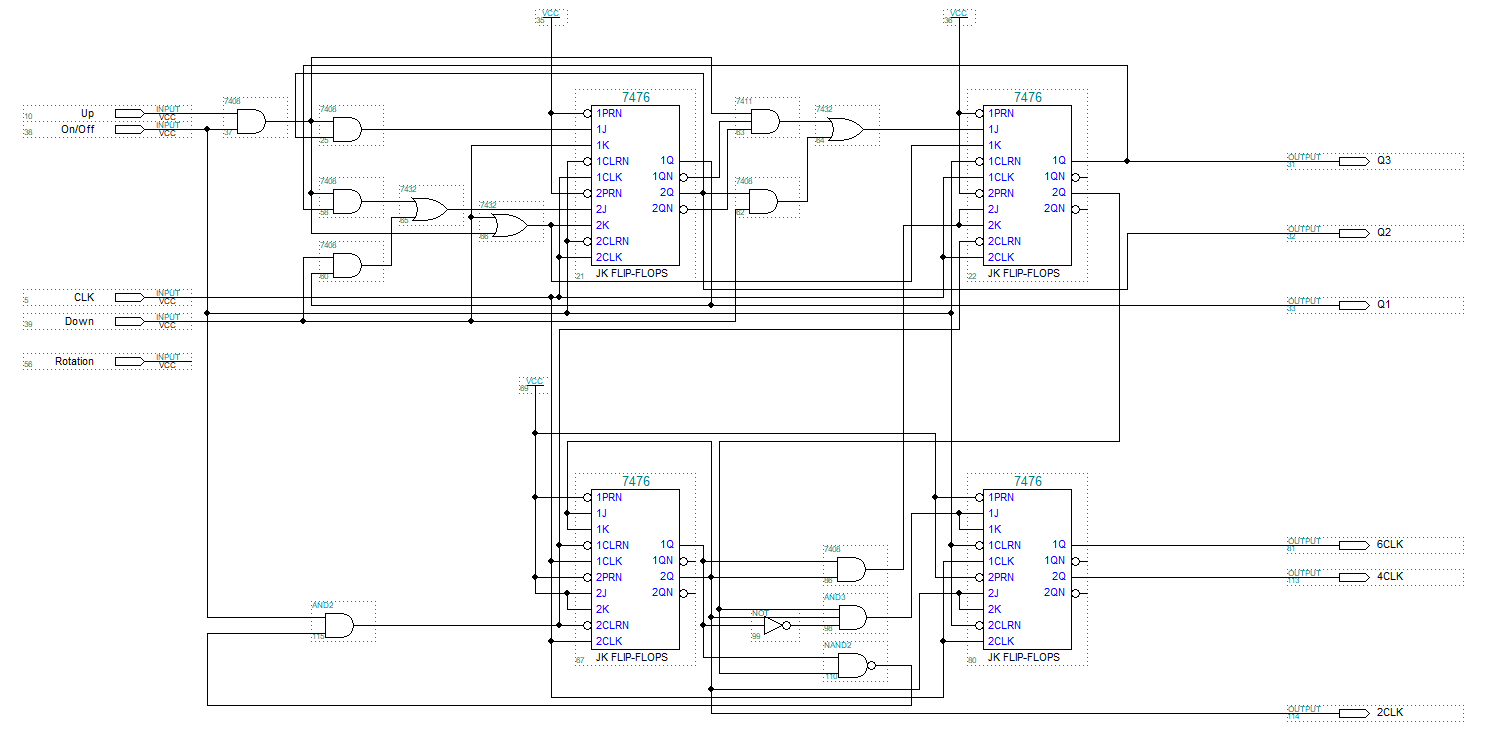 VCC
35
VCC
36
Up
INPUT
VCC
10
On/Off
INPUT
VCC
38
7408
37
7408
25
7408
58
7432
65
7432
66
7408
60
7476
1PRN
1J
1K
1CLRN
1CLK
2PRN
2J
2K
2CLRN
2CLK
1Q
1QN
2Q
2QN
21
JK FLIP-FLOPS
7411
63
7432
64
7408
62
7476
1PRN
1J
1K
1CLRN
1CLK
2PRN
2J
2K
2CLRN
2CLK
1Q
1QN
2Q
2QN
22
JK FLIP-FLOPS
OUTPUT
31
Q3
OUTPUT
32
Q2
OUTPUT
33
Q1
CLK
INPUT
VCC
5
Down
INPUT
VCC
39
Rotation
INPUT
VCC
56
VCC
69
7476
1PRN
1J
1K
1CLRN
1CLK
2PRN
2J
2K
2CLRN
2CLK
1Q
1QN
2Q
2QN
67
JK FLIP-FLOPS
AND2
115
7408
AND3
98
NOT
99
NAND2
110
7476
1PRN
1J
1K
1CLRN
1CLK
2PRN
2J
2K
2CLRN
2CLK
1Q
1QN
2Q
2QN
80
JK FLIP-FLOPS
OUTPUT
81
6CLK
OUTPUT
113
4CLK
OUTPUT
114
2CLK